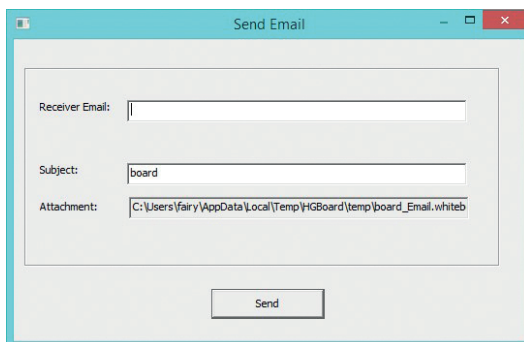 Send Email
Receiver Email:
Subject: board
Attachment: C:\Users\fairy\AppData\Local\Temp\HGBoard\temp\board_Email.whiteb
Send